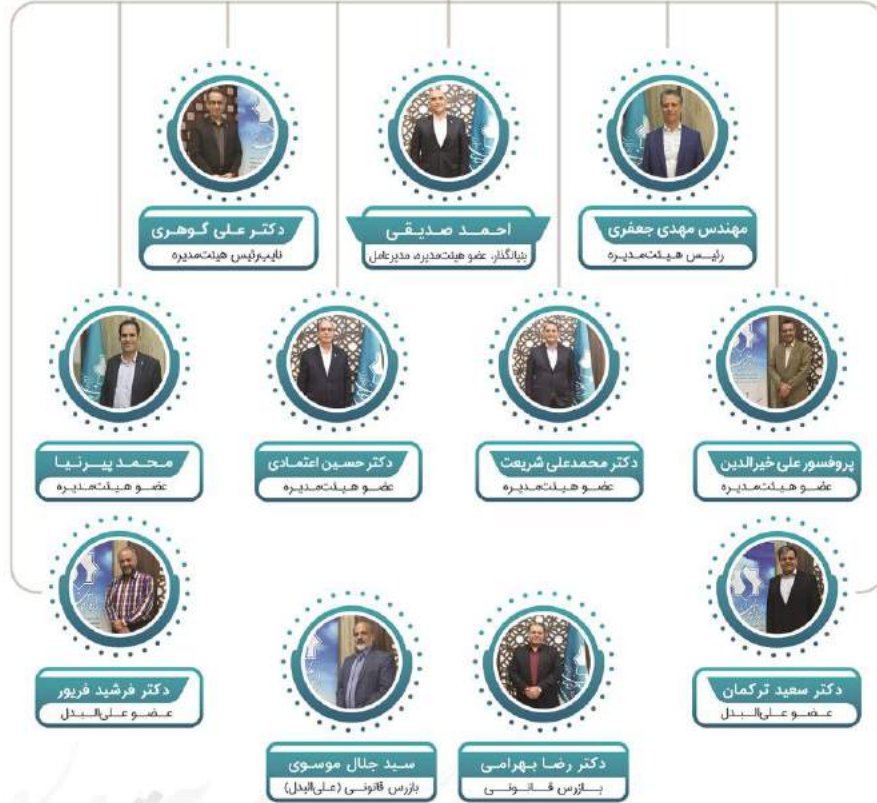 مهندس مهدی جعفری
رئیس هیئت‌مدیره
احمد صدیقی
بنیانگذار، عضو هیئت‌مدیره، مدیرعامل
دکتر علی گوهری
نایب‌رئیس هیئت‌مدیره
پروفسور علی خیرالدین
عضو هیئت‌مدیره
دکتر محمدعلی شریعت
عضو هیئت‌مدیره
دکتر حسین اعتمادی
عضو هیئت‌مدیره
محمد پیرنیا
عضو هیئت‌مدیره
دکتر سعید ترکمان
عضو علی‌البدل
دکتر فرشید فریور
عضو علی‌البدل
دکتر رضا بهرامی
بازرس قانونی
سید جلال موسوی
بازرس قانونی (علی‌البدل)